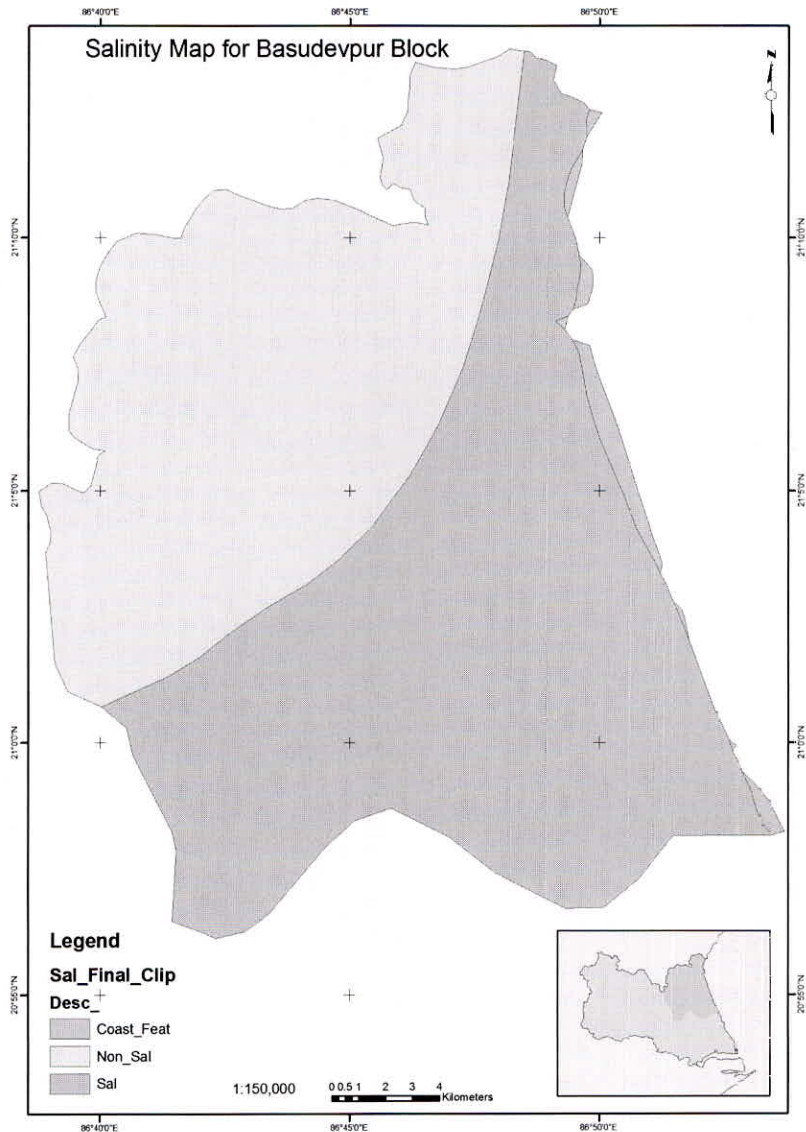 86°40'0"E 86°45'0"E 86°50'0"E
Salinity Map for Basudevpur Block
N
21°10'0"N 21°10'0"N
21°5'0"N 21°5'0"N
21°0'0"N 21°0'0"N
20°55'0"N 20°55'0"N
Legend
Sal_Final_Clip
Desc_
Coast_Feat
Non_Sal
Sal
1:150,000
0 0.5 1 2 3 4
Kilometers
86°40'0"E 86°45'0"E 86°50'0"E